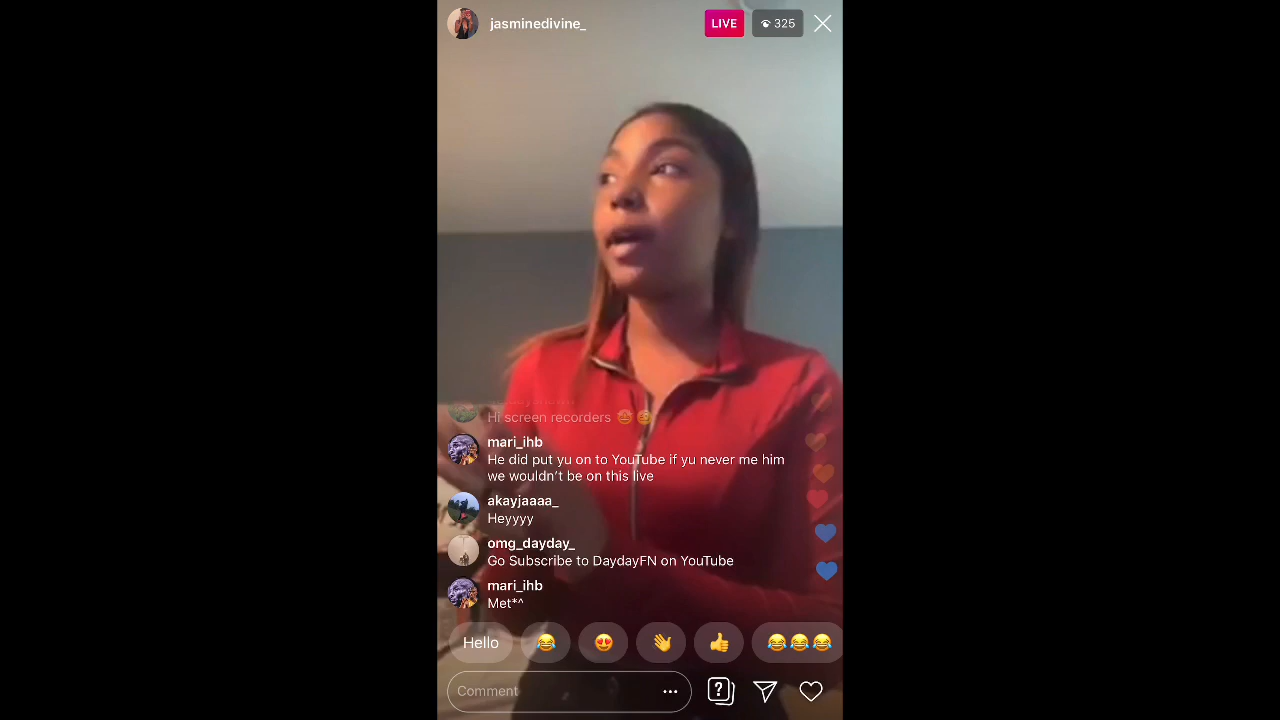 jasminedivine_
LIVE
325
Hi screen recorders
mari_ihb
He did put yu on to YouTube if yu never me him
we wouldn't be on this live
akayjaaaa_
Heyyyy
omg_dayday_
Go Subscribe to DaydayFN on YouTube
mari_ihb
Met*^
Hello
Comment